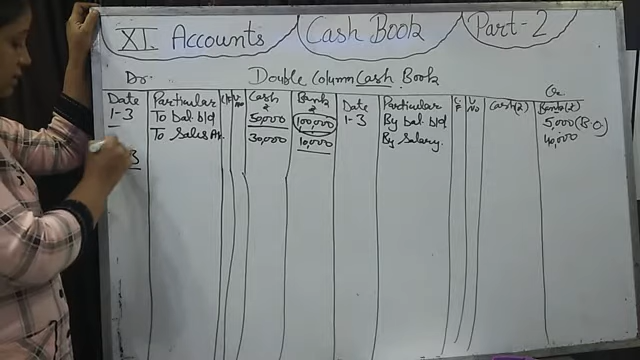 XI. Accounts Cash Book Part-2
Dr. Double Column Cash Book Cr
Date Particular L.F V.No Cash ₹ Bank ₹ Date Particular L.F V.No Cash (₹) Bank (₹)
1-3 To bal. b/d 50,000 100,000 1-3 By bal. b/d 5,000 (B.O)
To Sales A/c 30,000 10,000 By Salary 40,000
3